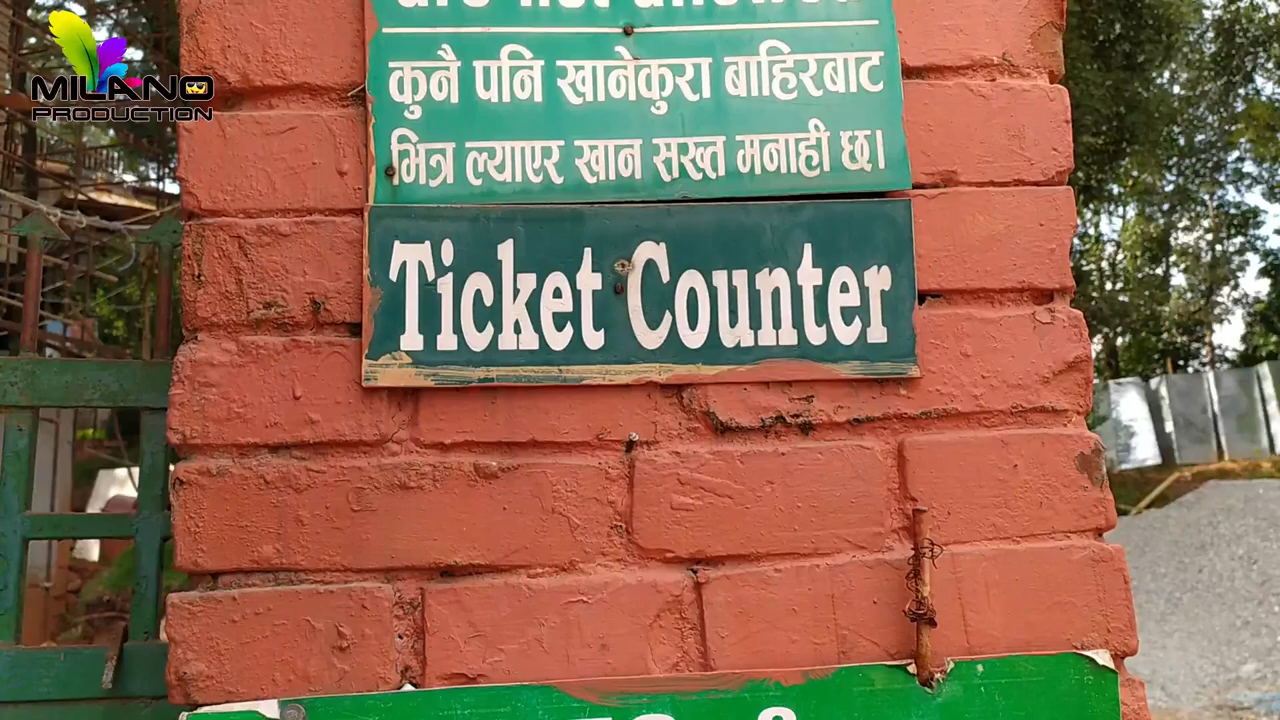 MILANO
PRODUCTION
कुनै पनि खानेकुरा बाहिरबाट
भित्र ल्याएर खान सख्त मनाही छ।
Ticket Counter